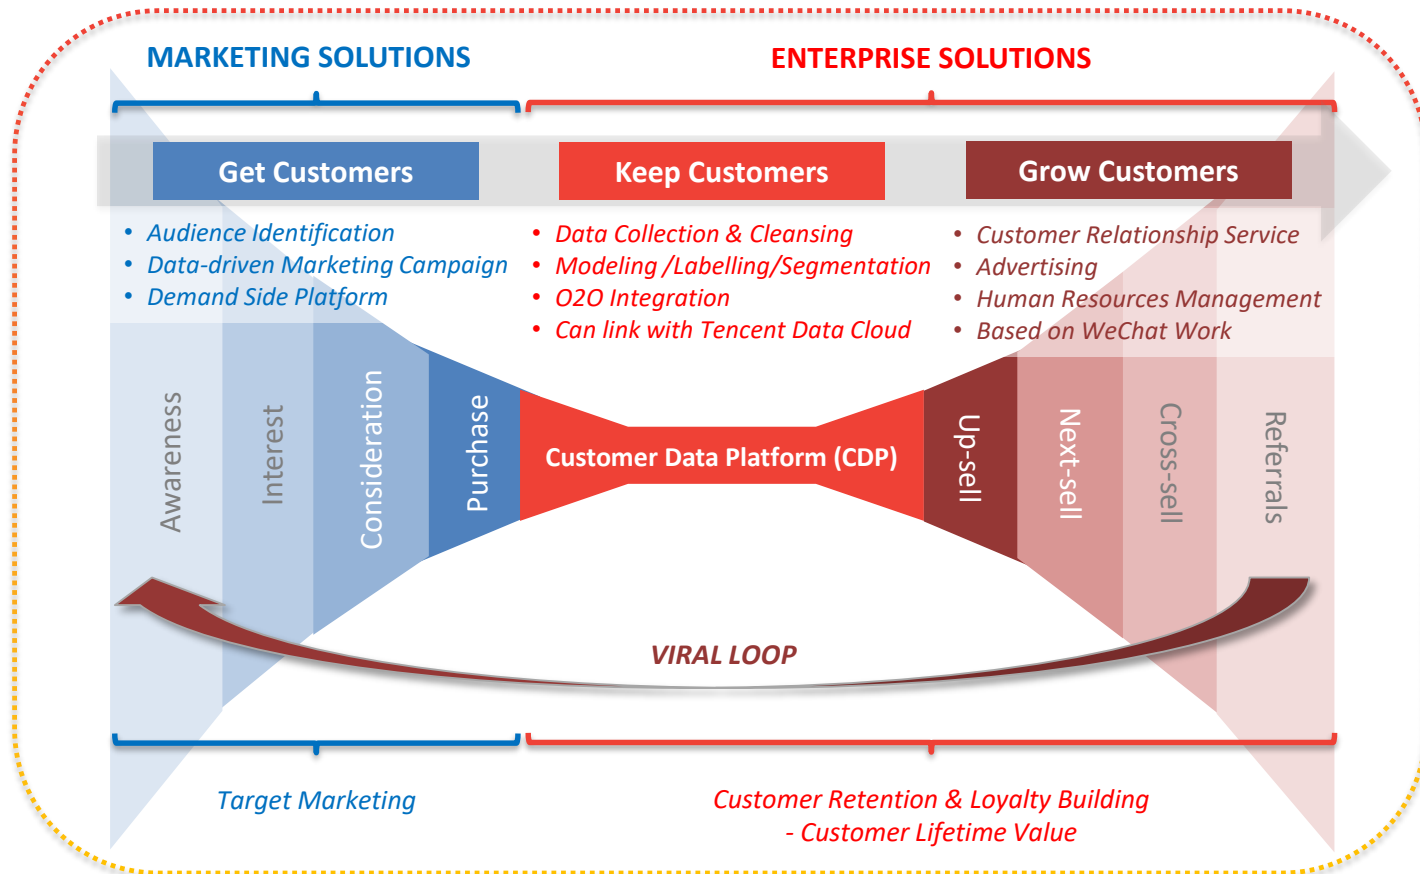 MARKETING SOLUTIONS
ENTERPRISE SOLUTIONS
Get Customers
Keep Customers
Grow Customers
• Audience Identification
• Data-driven Marketing Campaign
• Demand Side Platform
• Data Collection & Cleansing
• Modeling /Labelling/Segmentation
• O2O Integration
• Can link with Tencent Data Cloud
• Customer Relationship Service
• Advertising
• Human Resources Management
• Based on WeChat Work
Awareness
Interest
Consideration
Purchase
Customer Data Platform (CDP)
Up-sell
Next-sell
Cross-sell
Referrals
VIRAL LOOP
Target Marketing
Customer Retention & Loyalty Building
- Customer Lifetime Value